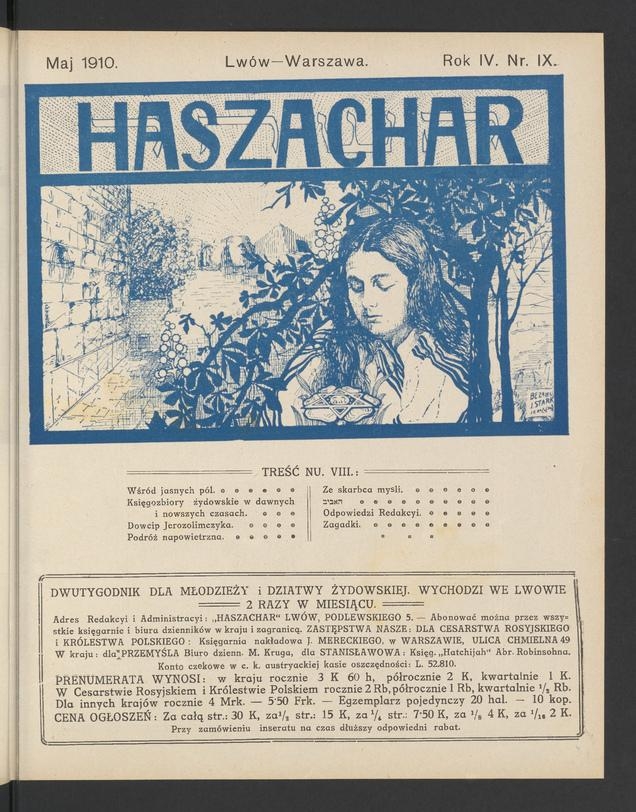 Maj 1910. Lwów—Warszawa. Rok IV. Nr. IX.
HASZACHAR
TREŚĆ NU. VIII.:
Wśród jasnych pól.
Księgozbiory żydowskie w dawnych
i nowszych czasach.
Dowcip Jerozolimczyka.
Podróż napowietrzna.
Ze skarbca mysli.
האביב
Odpowiedzi Redakcyi.
Zagadki.
DWUTYGODNIK DLA MŁODZIEŻY i DZIATWY ŻYDOWSKIEJ. WYCHODZI WE LWOWIE
2 RAZY W MIESIĄCU.
Adres Redakcyi i Administracyi: „HASZACHAR" LWÓW, PODLEWSKIEGO 5. — Abonować można przez wszy=
stkie księgarnie i biura dzienników w kraju i zagranicą. ZASTĘPSTWA NASZE: DLA CESARSTWA ROSYJSKIEGO
i KRÓLESTWA POLSKIEGO: Księgarnia nakładowa J. MERECKIEGO, w WARSZAWIE, ULICA CHMIELNA 49
W kraju: dla PRZEMYŚLA Biuro dzienn. M. Kruga, dla STANISŁAWOWA: Księg. „Hatchijah" Abr. Robinsohna.
Konto czekowe w c. k. austryackiej kasie oszczędności: L. 52.810.
PRENUMERATA WYNOSI: w kraju rocznie 3 K 60 h, półrocznie 2 K, kwartalnie 1 K.
W Cesarstwie Rosyjskiem i Królestwie Polskiem rocznie 2 Rb, półrocznie 1 Rb, kwartalnie ½ Rb.
Dla innych krajów rocznie 4 Mrk. — 5·50 Frk. — Egzemplarz pojedynczy 20 hal. — 10 kop.
CENA OGŁOSZEŃ: Za całą str.: 30 K, za ½ str.: 15 K, za ¼ str.: 7·50 K, za ⅛ 4 K, za 1/16 2 K.
Przy zamówieniu inseratu na czas dłuższy odpowiedni rabat.